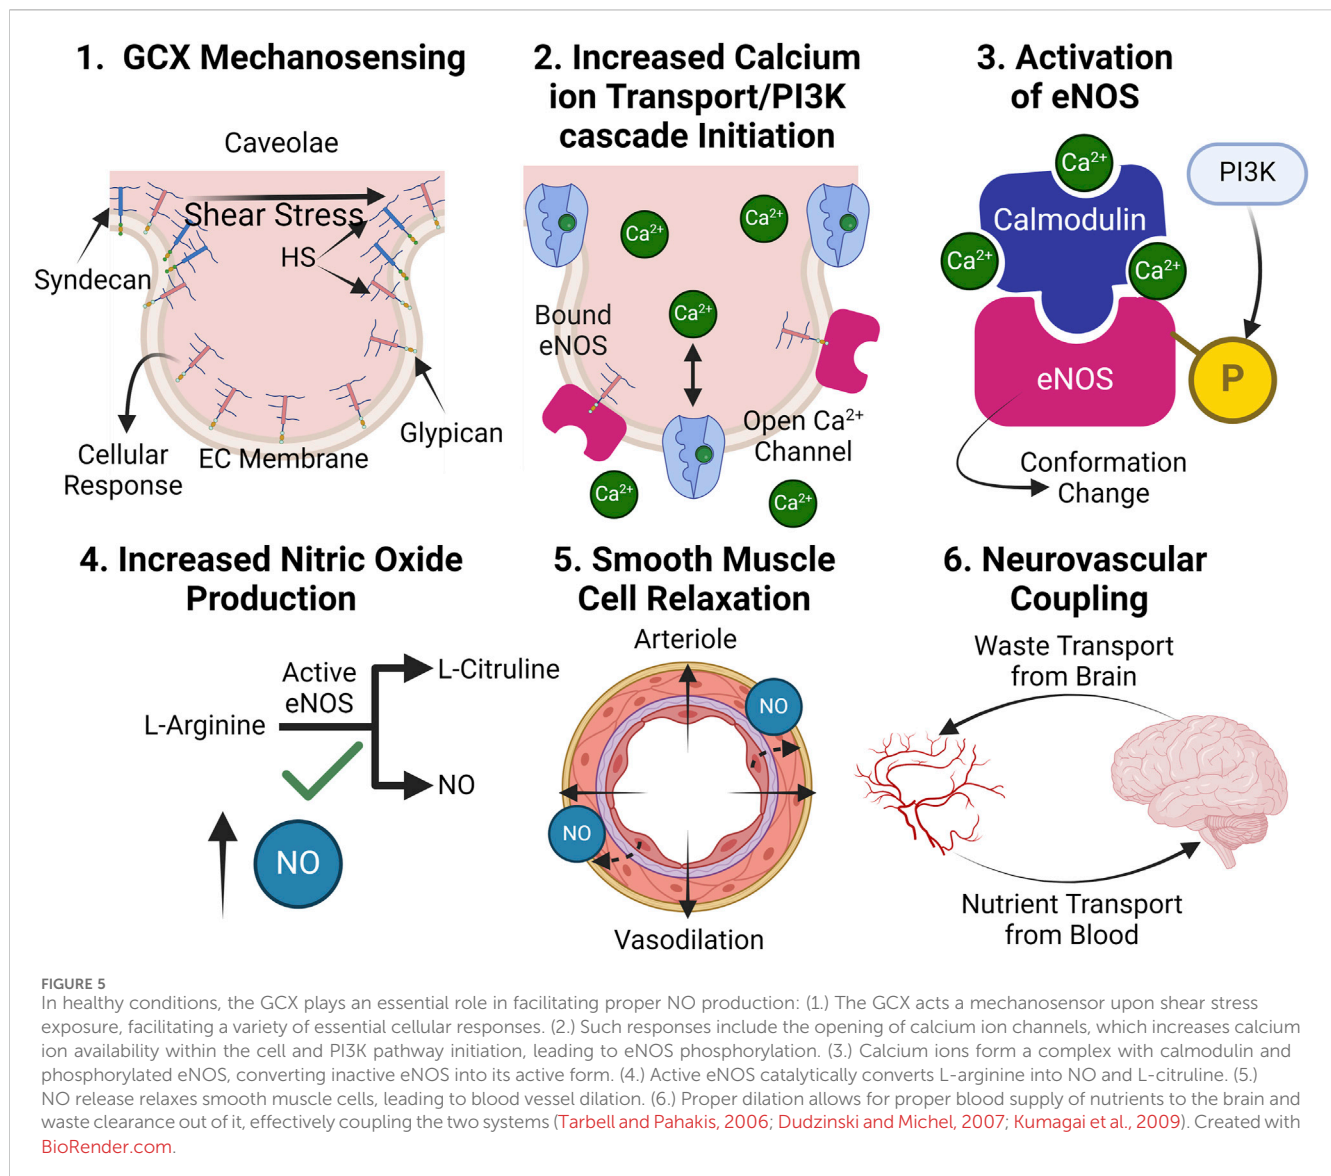 1. GCX Mechanosensing
Caveolae
Shear Stress
HS
Syndecan
Glypican
Cellular
Response
EC Membrane
2. Increased Calcium
ion Transport/PI3K
cascade Initiation
Ca²⁺
Ca²⁺
Ca²⁺
Bound
eNOS
Open Ca²⁺
Channel
Ca²⁺
Ca²⁺
3. Activation
of eNOS
Ca²⁺
PI3K
Calmodulin
Ca²⁺
Ca²⁺
eNOS
P
Conformation
Change
4. Increased Nitric Oxide
Production
Active
eNOS
L-Citruline
L-Arginine
NO
NO
5. Smooth Muscle
Cell Relaxation
Arteriole
NO
NO
Vasodilation
6. Neurovascular
Coupling
Waste Transport
from Brain
Nutrient Transport
from Blood
FIGURE 5
In healthy conditions, the GCX plays an essential role in facilitating proper NO production: (1.) The GCX acts a mechanosensor upon shear stress
exposure, facilitating a variety of essential cellular responses. (2.) Such responses include the opening of calcium ion channels, which increases calcium
ion availability within the cell and PI3K pathway initiation, leading to eNOS phosphorylation. (3.) Calcium ions form a complex with calmodulin and
phosphorylated eNOS, converting inactive eNOS into its active form. (4.) Active eNOS catalytically converts L-arginine into NO and L-citruline. (5.)
NO release relaxes smooth muscle cells, leading to blood vessel dilation. (6.) Proper dilation allows for proper blood supply of nutrients to the brain and
waste clearance out of it, effectively coupling the two systems (Tarbell and Pahakis, 2006; Dudzinski and Michel, 2007; Kumagai et al., 2009). Created with
BioRender.com.